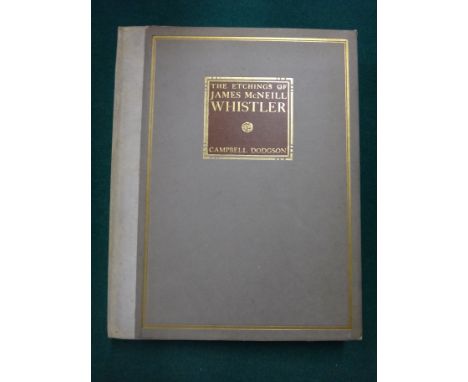 THE ETCHINGS OF
JAMES McNEILL
WHISTLER
CAMPBELL DODGSON